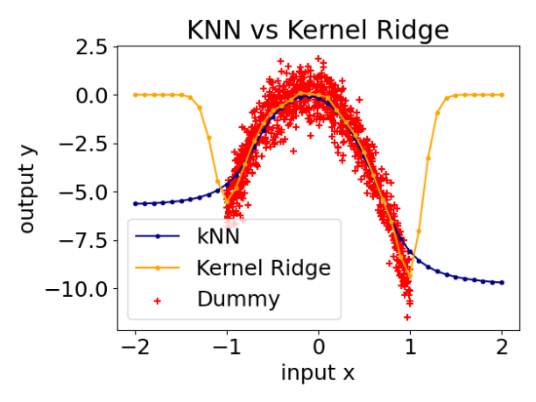 KNN vs Kernel Ridge
2.5
0.0
−2.5
−5.0
−7.5
−10.0
output y
kNN
Kernel Ridge
Dummy
−2 −1 0 1 2
input x